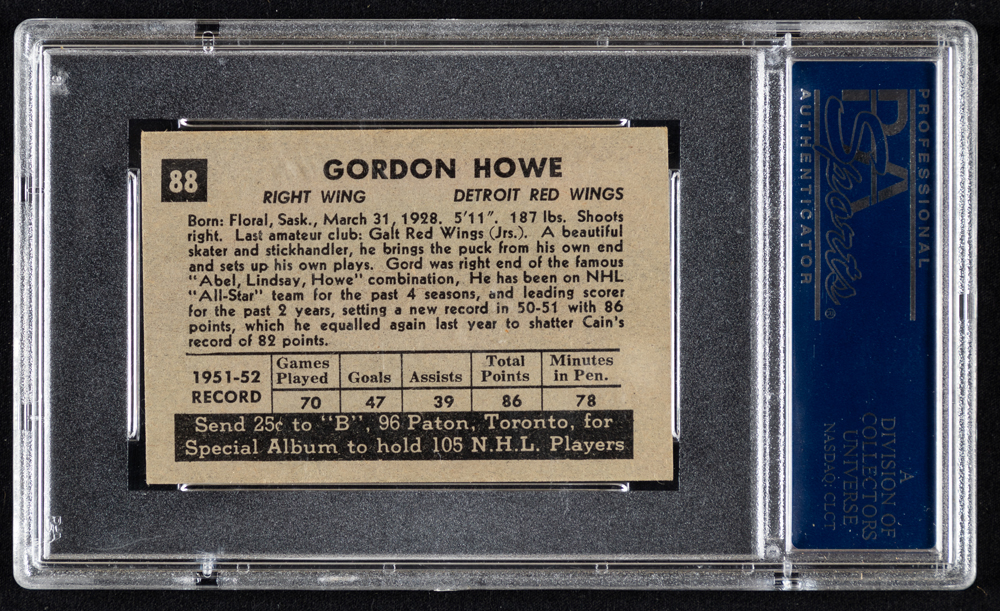 88
GORDON HOWE
RIGHT WING DETROIT RED WINGS
Born: Floral, Sask., March 31, 1928. 5'11". 187 lbs. Shoots
right. Last amateur club: Galt Red Wings (Jrs.). A beautiful
skater and stickhandler, he brings the puck from his own end
and sets up his own plays. Gord was right end of the famous
"Abel, Lindsay, Howe" combination, He has been on NHL
"All-Star" team for the past 4 seasons, and leading scorer
for the past 2 years, setting a new record in 50-51 with 86
points, which he equalled again last year to shatter Cain's
record of 82 points.
1951-52 RECORD
Games Played Goals Assists Total Points Minutes in Pen.
70 47 39 86 78
Send 25¢ to "B", 96 Paton, Toronto, for
Special Album to hold 105 N.H.L. Players
PROFESSIONAL
PSA
Sports
®
AUTHENTICATOR
A
DIVISION OF
COLLECTORS
UNIVERSE
NASDAQ: CLCT